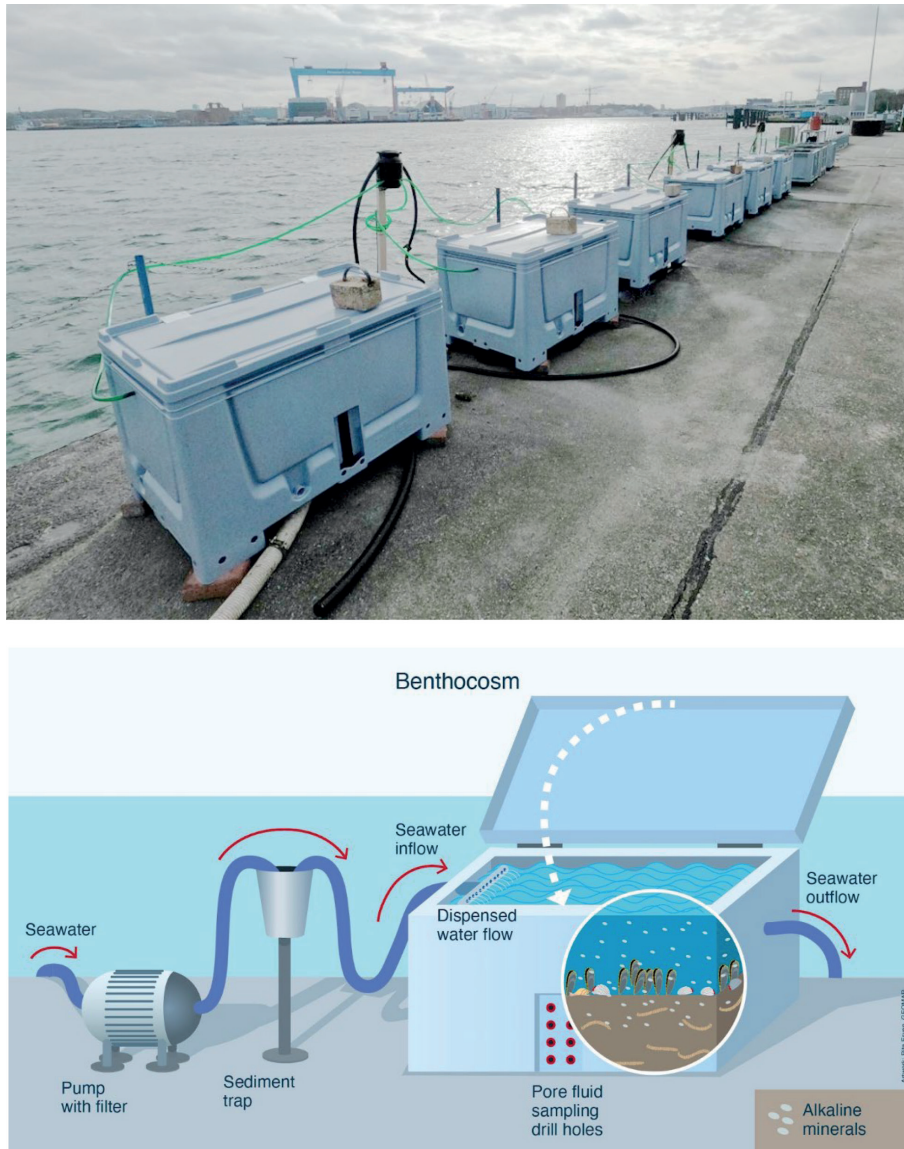 Benthocosm
Seawater
inflow
Seawater
outflow
Seawater
Dispensed
water flow
Pump
with filter
Sediment
trap
Pore fluid
sampling
drill holes
Alkaline
minerals